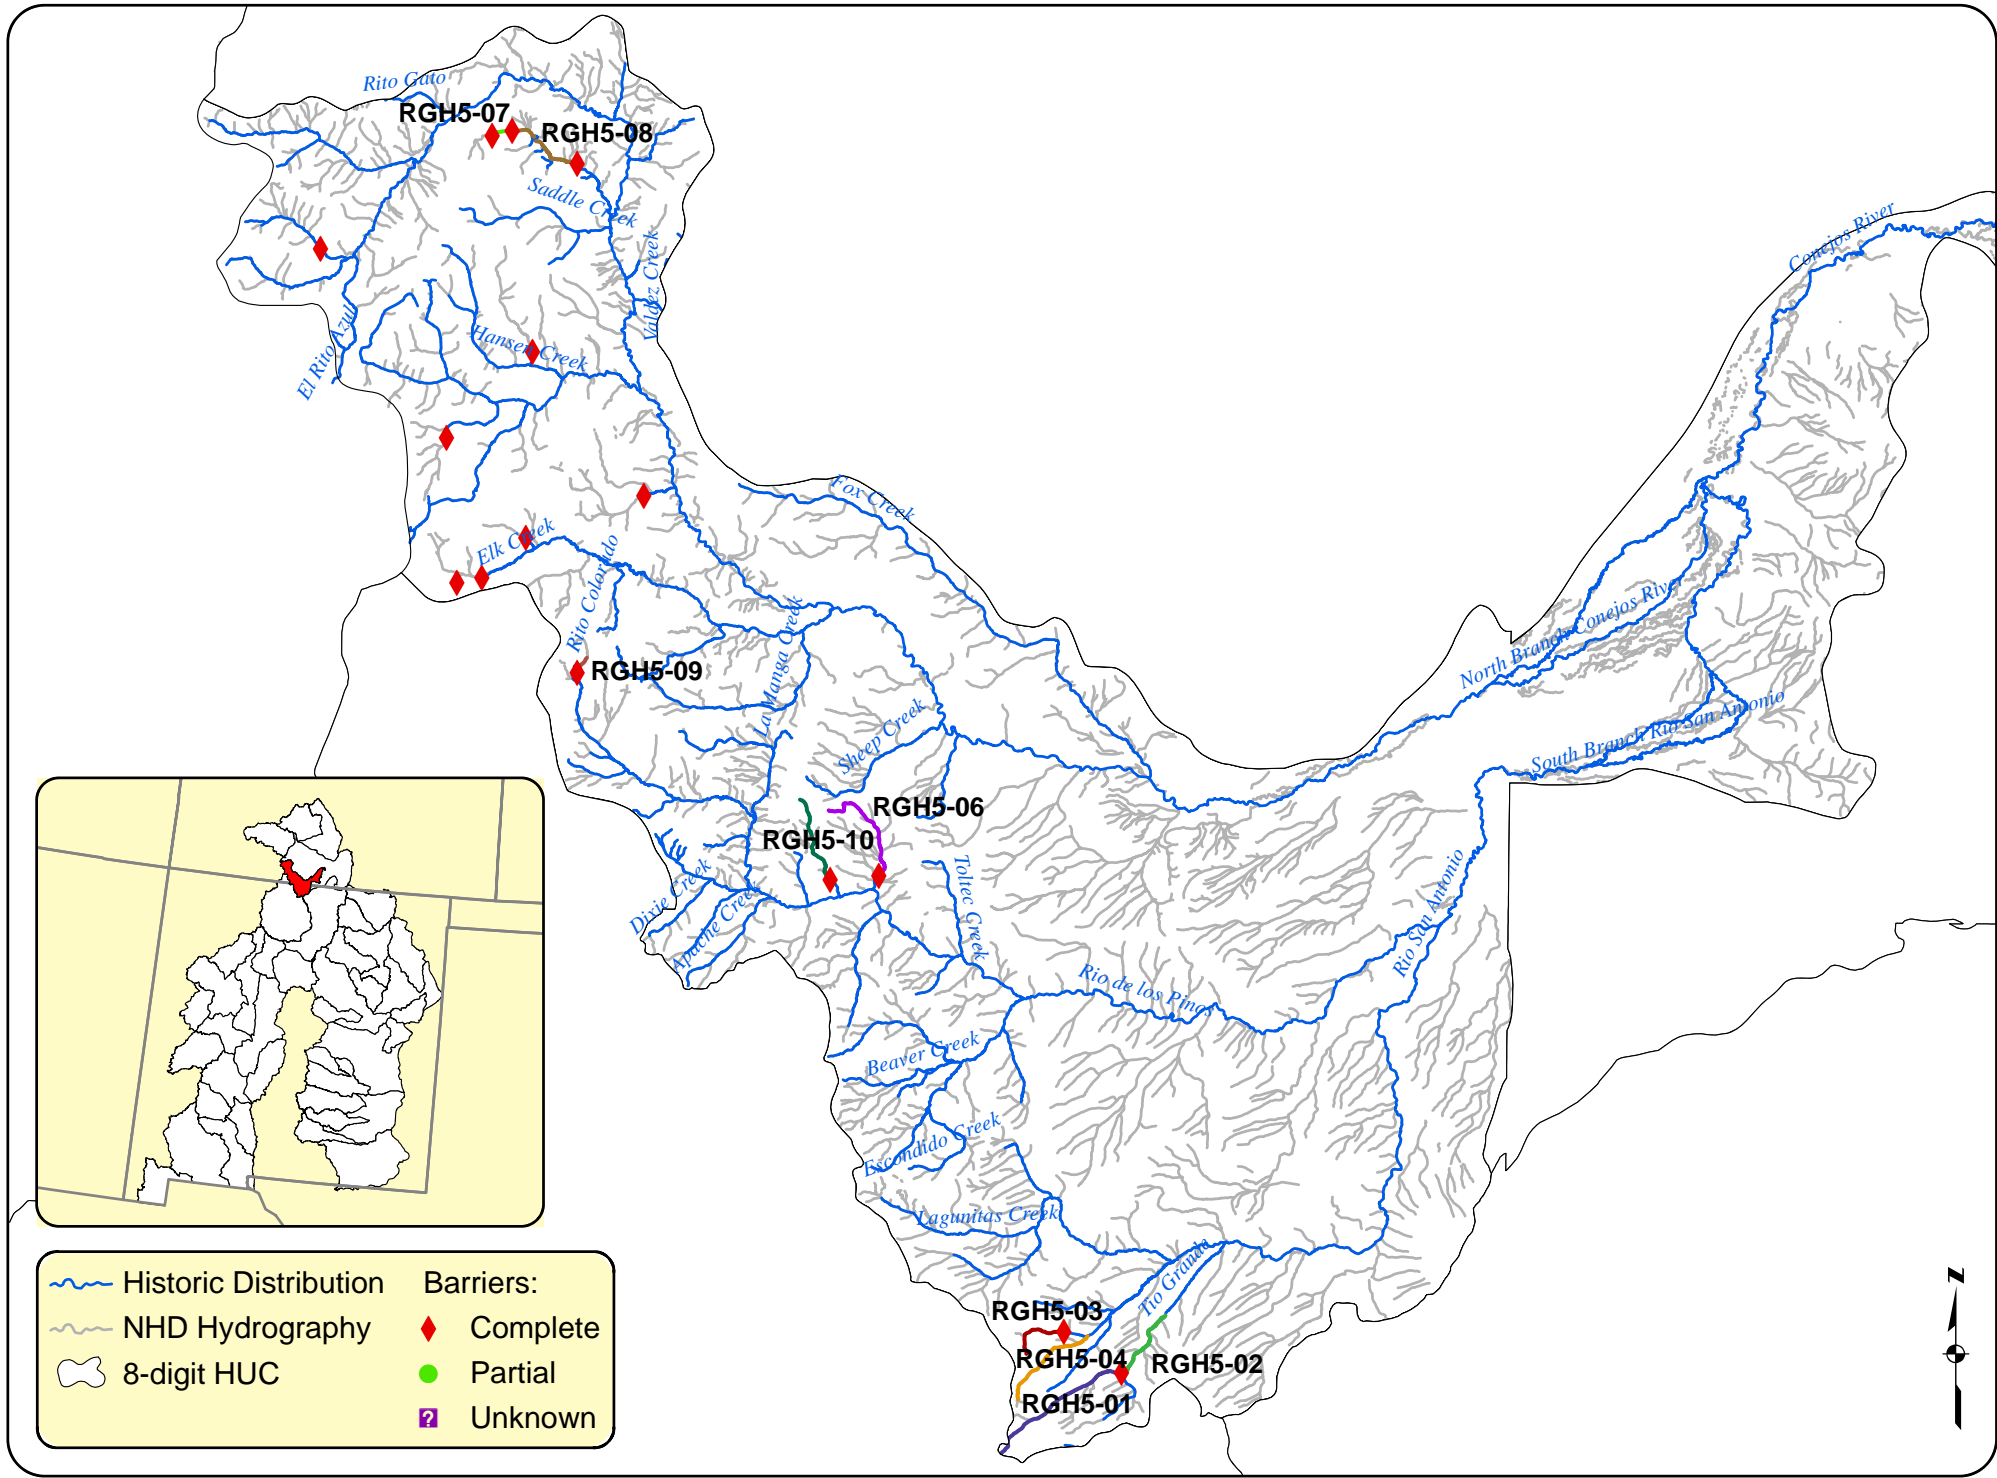 Rito Gato
RGH5-07
RGH5-08
Saddle Creek
Conejos River
Valdez Creek
El Rito Azul
Hansen Creek
Fox Creek
Elk Creek
Rito Colorado
North Branch Conejos River
La Manga Creek
RGH5-09
South Branch Rio San Antonio
Sheep Creek
RGH5-06
RGH5-10
Dixie Creek
Apache Creek
Toltec Creek
Rio San Antonio
Rio de los Pinos
Beaver Creek
Escondido Creek
Lagunitas Creek
Tio Grande
RGH5-03
RGH5-04
RGH5-02
RGH5-01
Historic Distribution
NHD Hydrography
8-digit HUC
Barriers:
Complete
Partial
? Unknown
N